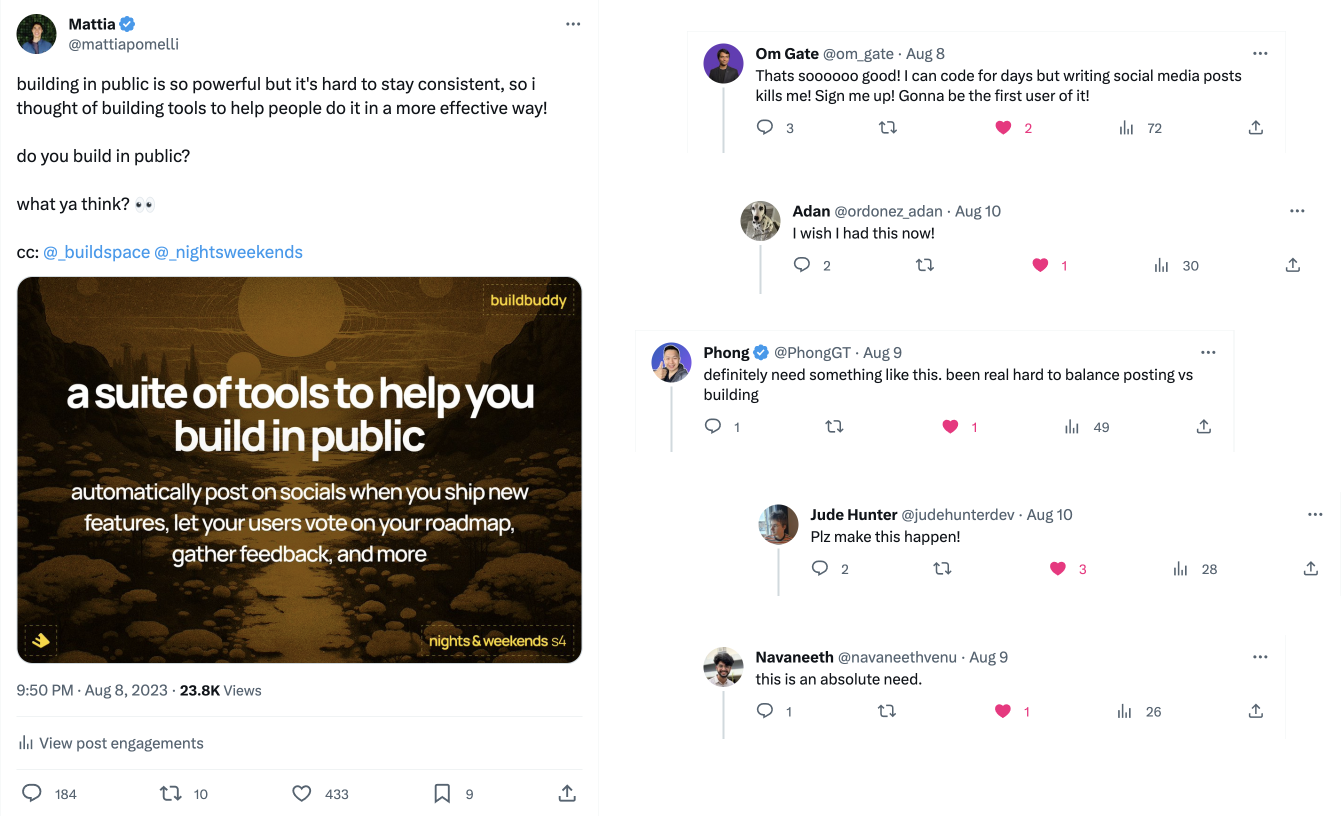 Mattia
@mattiapomelli
building in public is so powerful but it's hard to stay consistent, so i
thought of building tools to help people do it in a more effective way!
do you build in public?
what ya think? 👀
cc: @_buildspace @_nightsweekends
buildbuddy
a suite of tools to help you
build in public
automatically post on socials when you ship new
features, let your users vote on your roadmap,
gather feedback, and more
nights & weekends s4
9:50 PM · Aug 8, 2023 · 23.8K Views
View post engagements
184 10 433 9
Om Gate @om_gate · Aug 8
Thats soooooo good! I can code for days but writing social media posts
kills me! Sign me up! Gonna be the first user of it!
3 2 72
Adan @ordonez_adan · Aug 10
I wish I had this now!
2 1 30
Phong @PhongGT · Aug 9
definitely need something like this. been real hard to balance posting vs
building
1 1 49
Jude Hunter @judehunterdev · Aug 10
Plz make this happen!
2 3 28
Navaneeth @navaneethvenu · Aug 9
this is an absolute need.
1 1 26